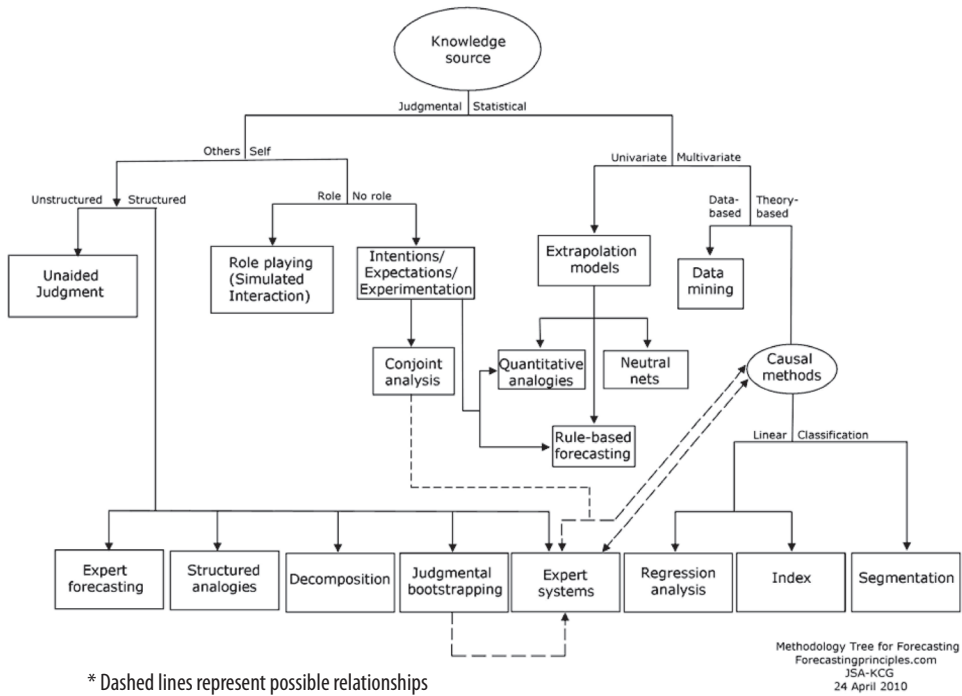 Knowledge
source
Judgmental Statistical
Others Self
Univariate Multivariate
Unstructured Structured
Role No role
Data-
based
Theory-
based
Unaided
Judgment
Role playing
(Simulated
Interaction)
Intentions/
Expectations/
Experimentation
Extrapolation
models
Data
mining
Conjoint
analysis
Quantitative
analogies
Neutral
nets
Causal
methods
Rule-based
forecasting
Linear Classification
Expert
forecasting
Structured
analogies
Decomposition
Judgmental
bootstrapping
Expert
systems
Regression
analysis
Index
Segmentation
Methodology Tree for Forecasting
Forecastingprinciples.com
JSA-KCG
24 April 2010
* Dashed lines represent possible relationships